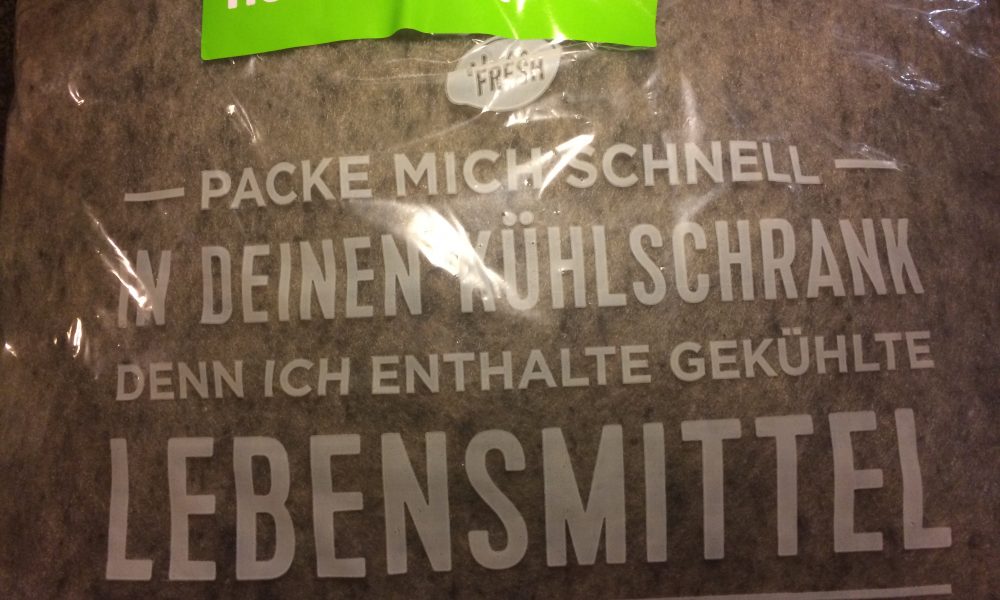 FRESH
— PACKE MICH SCHNELL —
IN DEINEN KÜHLSCHRANK
DENN ICH ENTHALTE GEKÜHLTE
LEBENSMITTEL